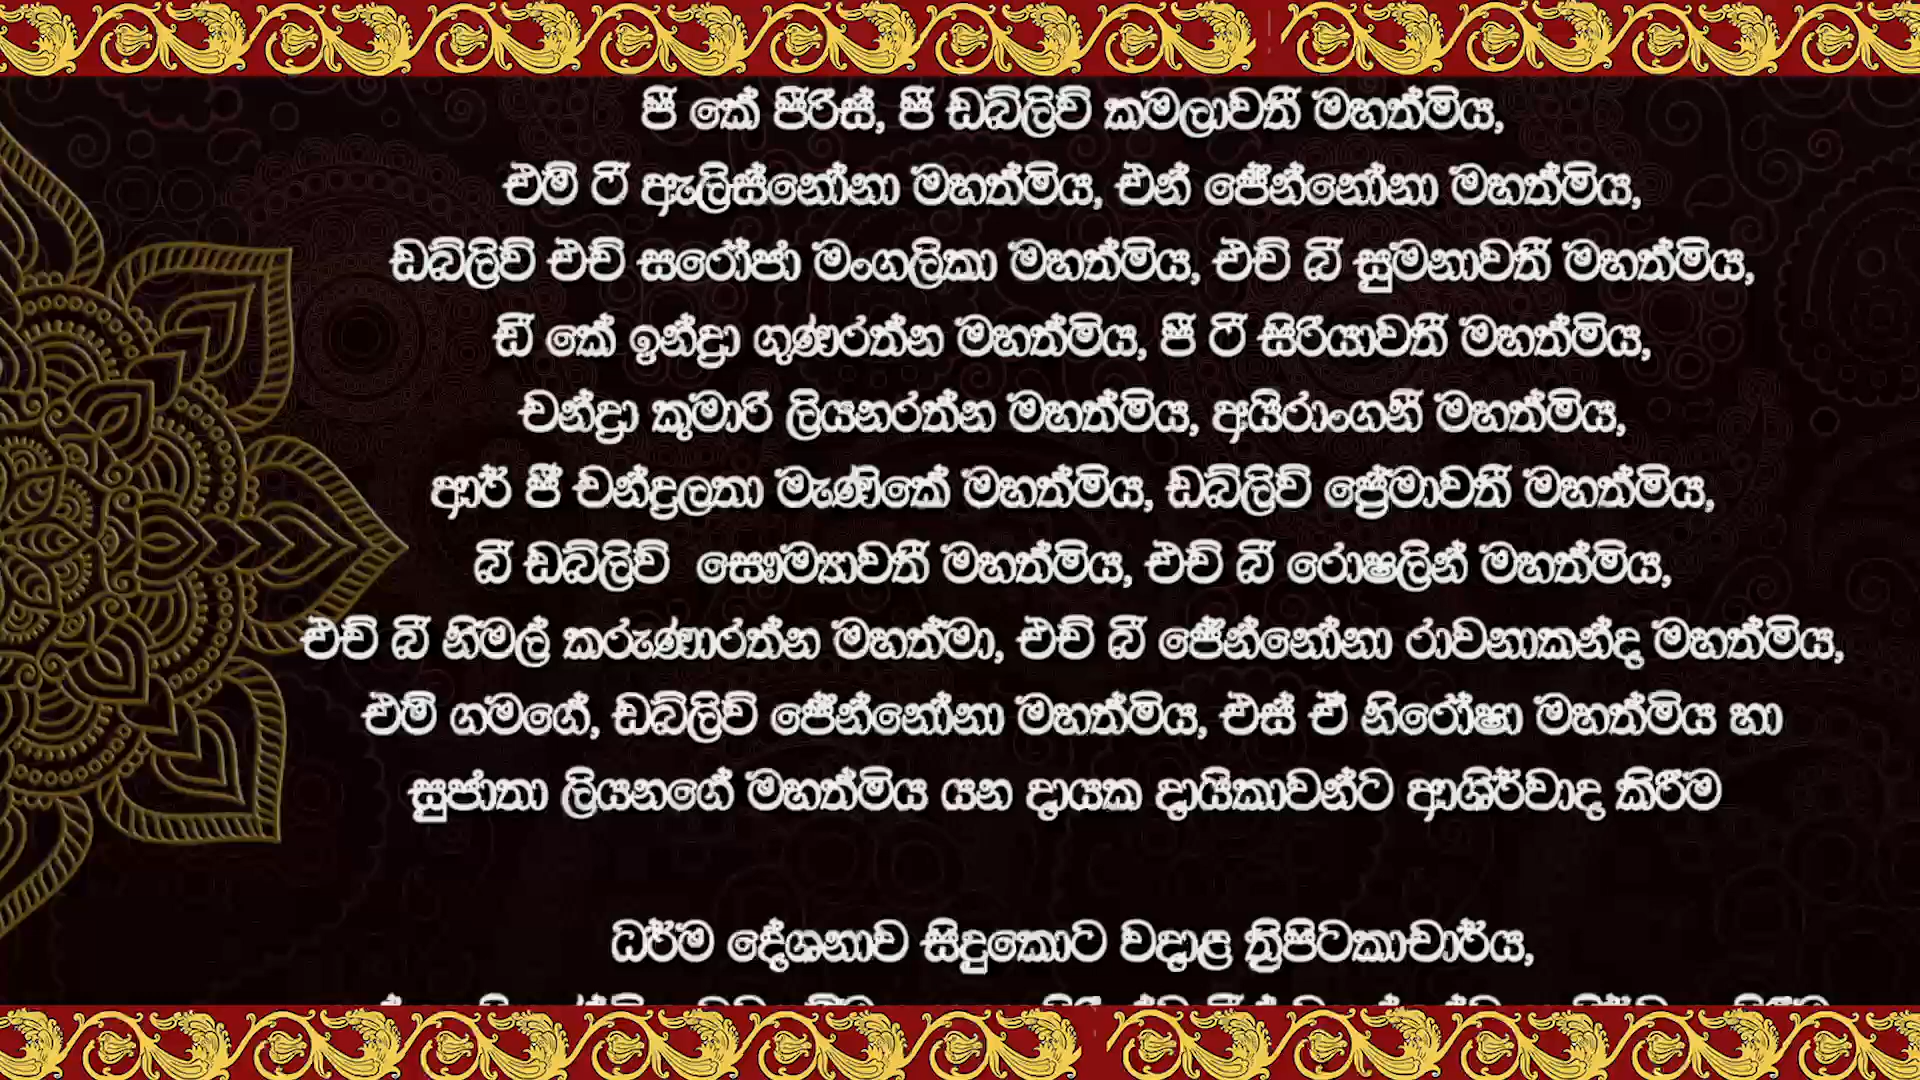 පී කේ පීරිස්, පී ඩබ්ලිව් කමලාවතී මහත්මිය,
එම් ටී ඇලිස්නෝනා මහත්මිය, එන් ජේන්නෝනා මහත්මිය,
ඩබ්ලිව් එච් සරෝජා මංගලිකා මහත්මිය, එච් බී සුමනාවතී මහත්මිය,
ඩී කේ ඉන්ද්‍රා ගුණරත්න මහත්මිය, පී ටී සිරියාවතී මහත්මිය,
චන්ද්‍රා කුමාරි ලියනරත්න මහත්මිය, අයිරාංගනී මහත්මිය,
ආර් පී චන්ද්‍රලතා මැණිකේ මහත්මිය, ඩබ්ලිව් ප්‍රේමාවතී මහත්මිය,
බී ඩබ්ලිව් සෞම්‍යාවතී මහත්මිය, එච් බී රොෂලින් මහත්මිය,
එච් බී නිමල් කරුණාරත්න මහත්මා, එච් බී ජේන්නෝනා රාවනාකන්ද මහත්මිය,
එම් ගමගේ, ඩබ්ලිව් ජේන්නෝනා මහත්මිය, එස් ඒ නිරෝෂා මහත්මිය හා
සුජාතා ලියනගේ මහත්මිය යන දායක දායිකාවන්ට ආශිර්වාද කිරීම
ධර්ම දේශනාව සිදුකොට වදාළ ත්‍රිපිටකාචාර්ය,